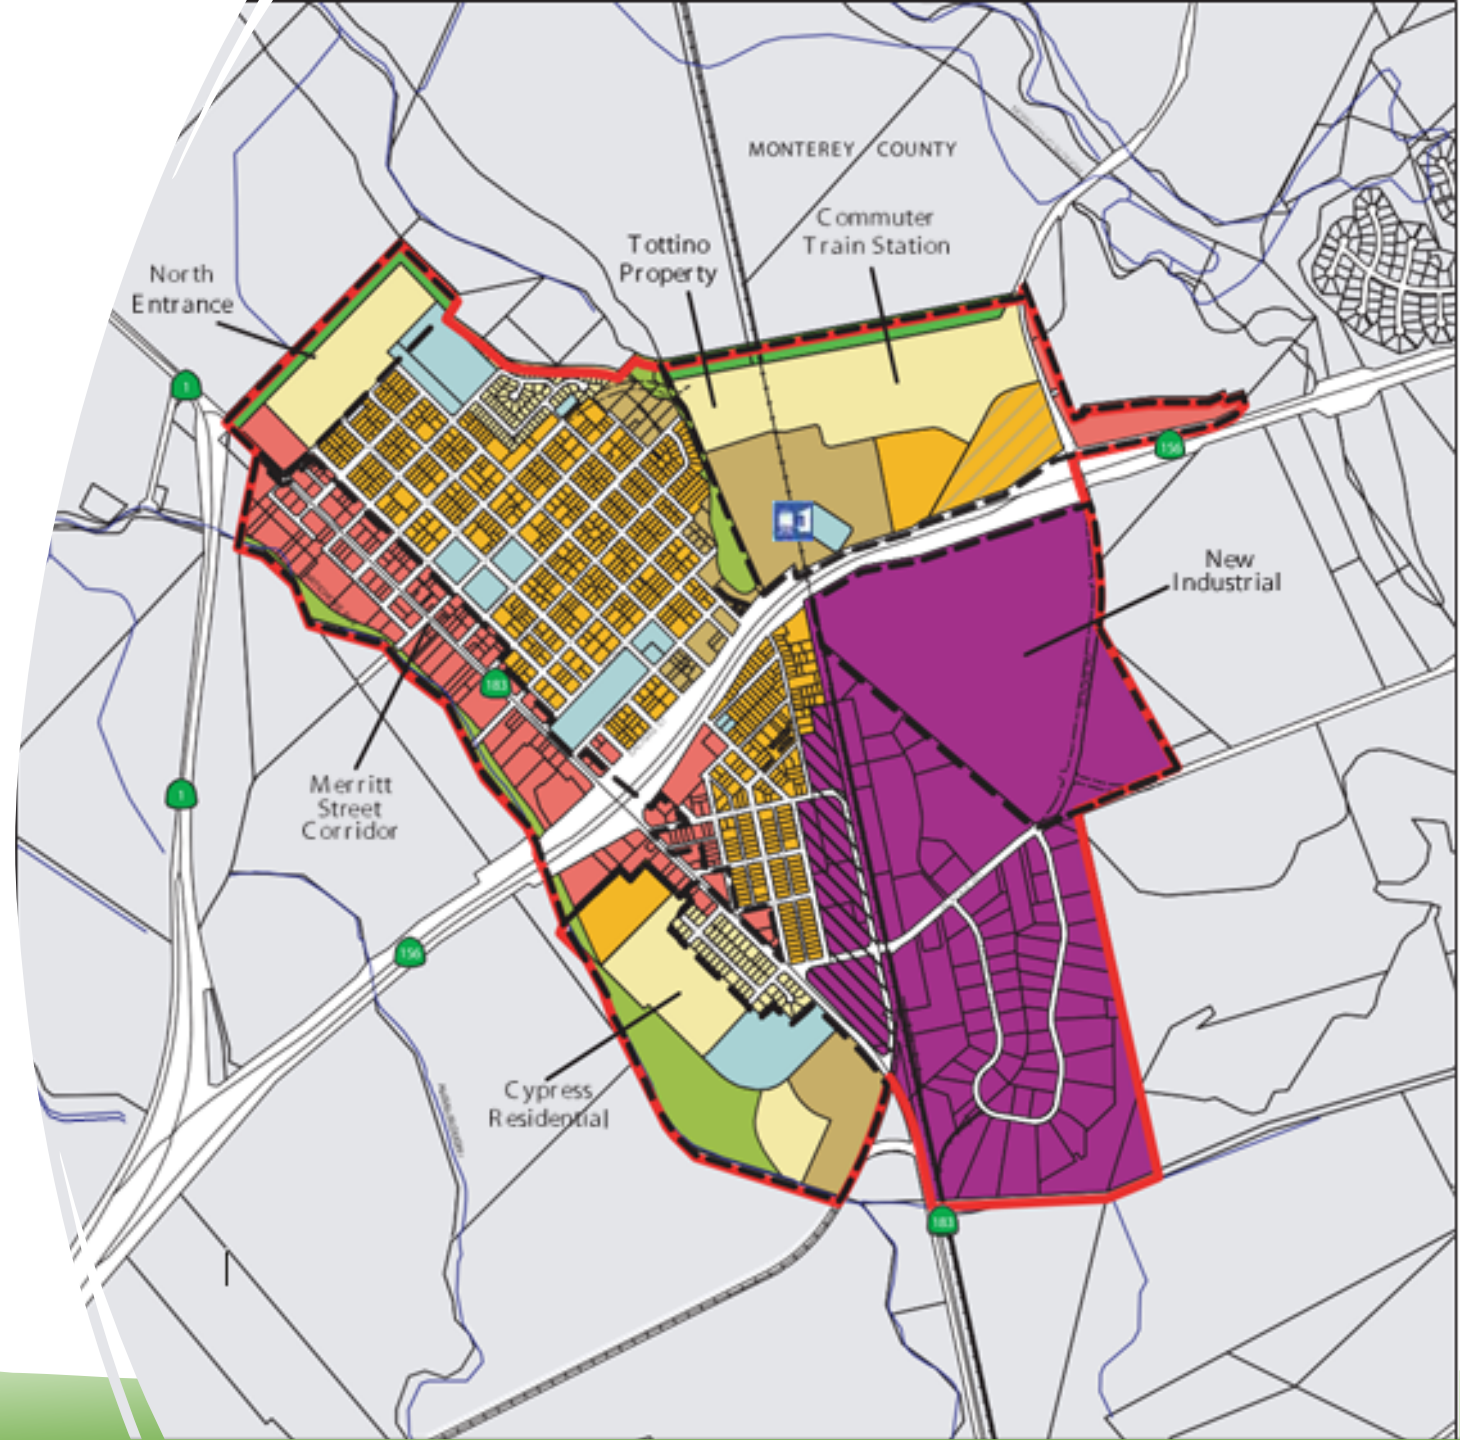 MONTEREY COUNTY
Commuter
Train Station
Tottino
Property
North
Entrance
1
156
New
Industrial
183
Merritt
Street
Corridor
1
156
Cypress
Residential
183